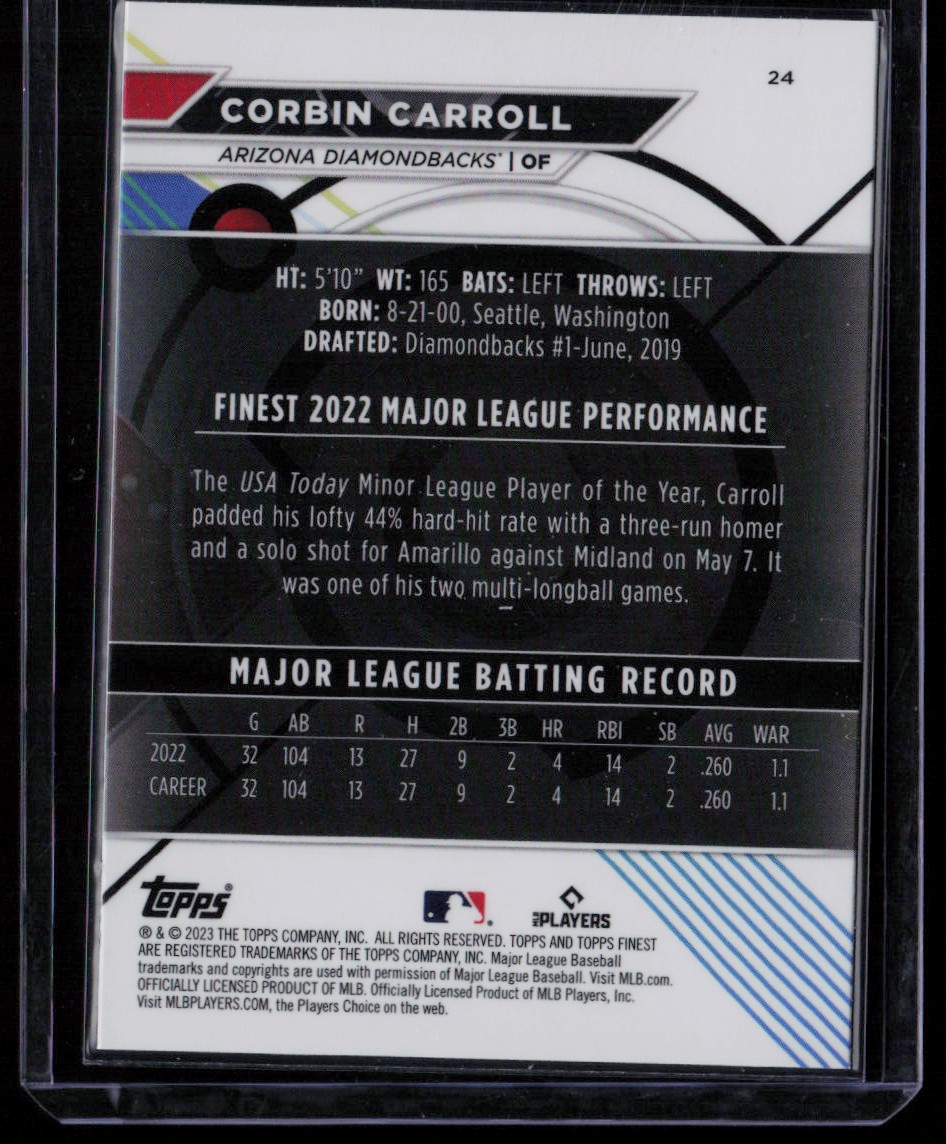 24
CORBIN CARROLL
ARIZONA DIAMONDBACKS® | OF
HT: 5'10" WT: 165 BATS: LEFT THROWS: LEFT
BORN: 8-21-00, Seattle, Washington
DRAFTED: Diamondbacks #1-June, 2019
FINEST 2022 MAJOR LEAGUE PERFORMANCE
The USA Today Minor League Player of the Year, Carroll
padded his lofty 44% hard-hit rate with a three-run homer
and a solo shot for Amarillo against Midland on May 7. It
was one of his two multi-longball games.
MAJOR LEAGUE BATTING RECORD
G AB R H 2B 3B HR RBI SB AVG WAR
2022 32 104 13 27 9 2 4 14 2 .260 1.1
CAREER 32 104 13 27 9 2 4 14 2 .260 1.1
topps®
MLB PLAYERS
® & © 2023 THE TOPPS COMPANY, INC. ALL RIGHTS RESERVED. TOPPS AND TOPPS FINEST
ARE REGISTERED TRADEMARKS OF THE TOPPS COMPANY, INC. Major League Baseball
trademarks and copyrights are used with permission of Major League Baseball. Visit MLB.com.
OFFICIALLY LICENSED PRODUCT OF MLB. Officially Licensed Product of MLB Players, Inc.
Visit MLBPLAYERS.COM, the Players Choice on the web.